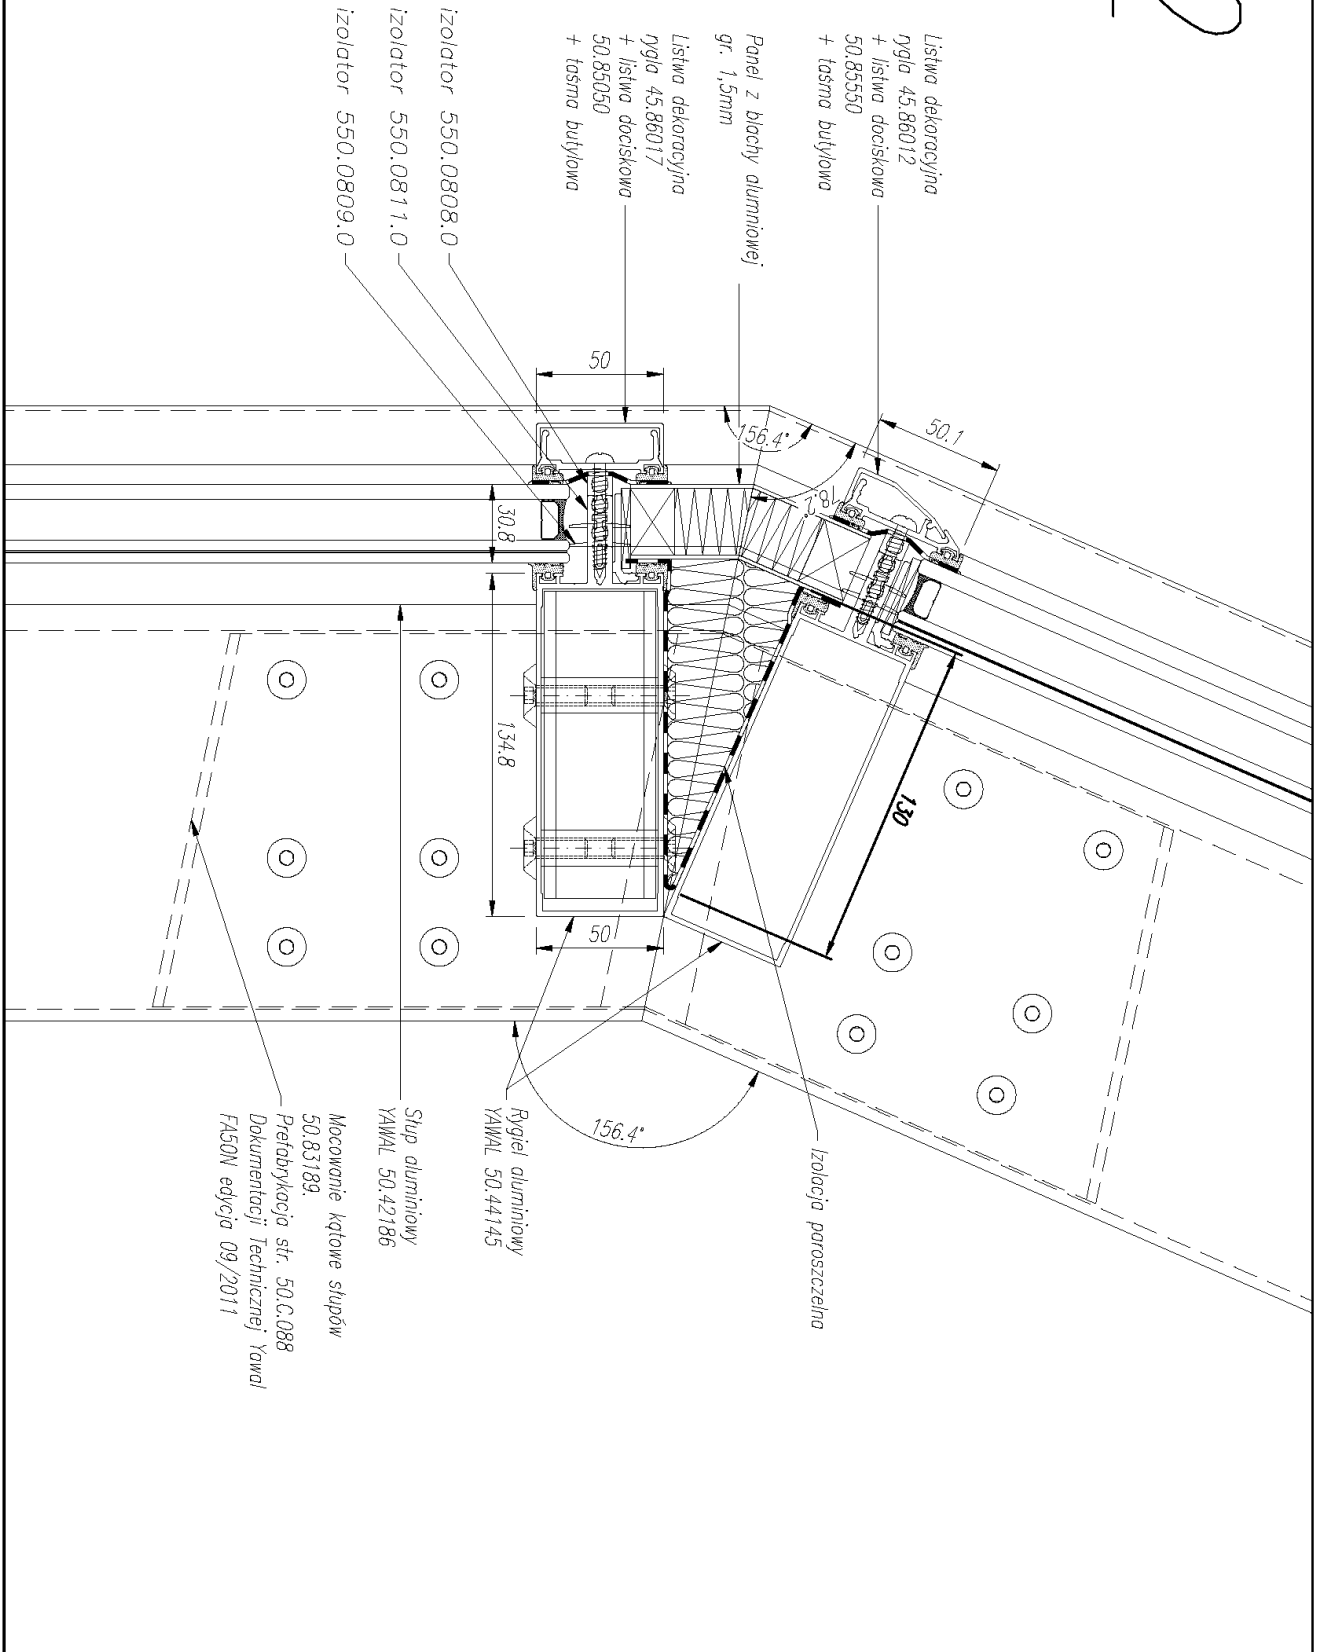 Listwa dekoracyjna
rygla 45.86012
+ listwa dociskowa
50.85550
+ taśma butylowa
Panel z blachy alumniowej
gr. 1,5mm
Listwa dekoracyjna
rygla 45.86017
+ listwa dociskowa
50.85050
+ taśma butylowa
izolator 550.0808.0
izolator 550.0811.0
izolator 550.0809.0
50
50.1
156.4°
30.8
134.8
130
50
156.4°
Izolacja paroszczelna
Rygiel aluminiowy
YAWAL 50.44145
Słup aluminiowy
YAWAL 50.42186
Mocowanie kątowe słupów
50.83189.
Prefabrykacja str. 50.C.088
Dokumentacji Technicznej Yawal
FA50N edycja 09/2011